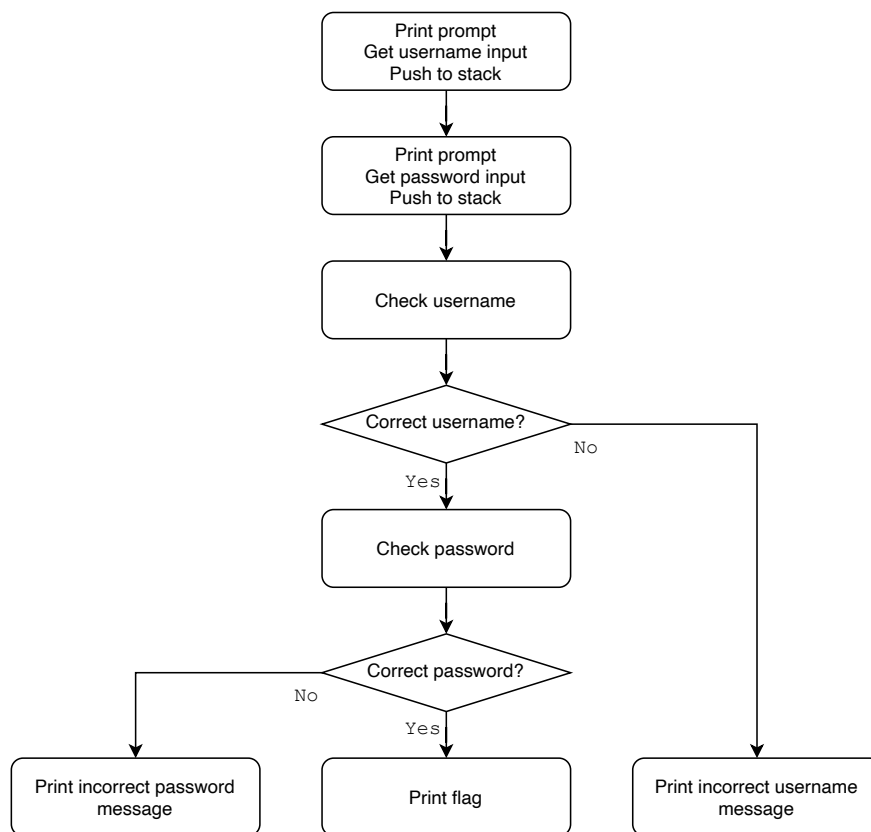 Print prompt
Get username input
Push to stack
Print prompt
Get password input
Push to stack
Check username
Correct username?
No
Yes
Check password
Correct password?
No
Yes
Print incorrect password
message
Print flag
Print incorrect username
message